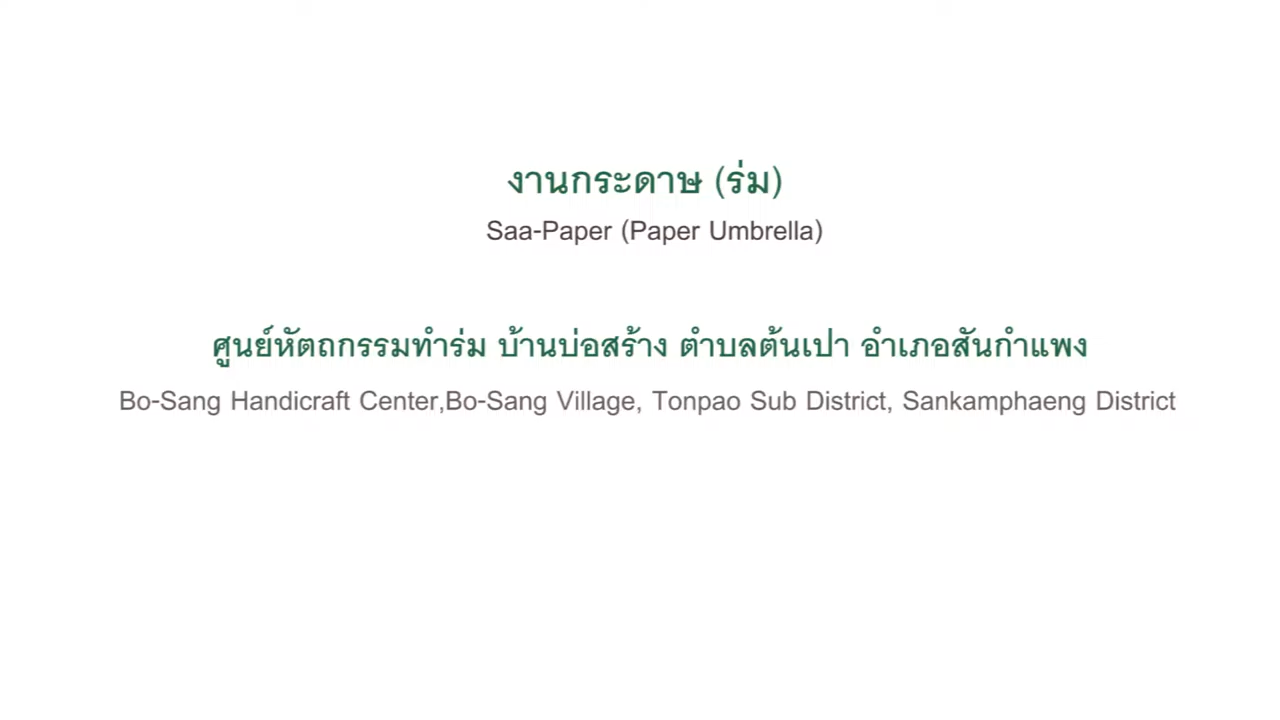 งานกระดาษ (ร่ม)
Saa-Paper (Paper Umbrella)
ศูนย์หัตถกรรมทำร่ม บ้านบ่อสร้าง ตำบลต้นเปา อำเภอสันกำแพง
Bo-Sang Handicraft Center,Bo-Sang Village, Tonpao Sub District, Sankamphaeng District